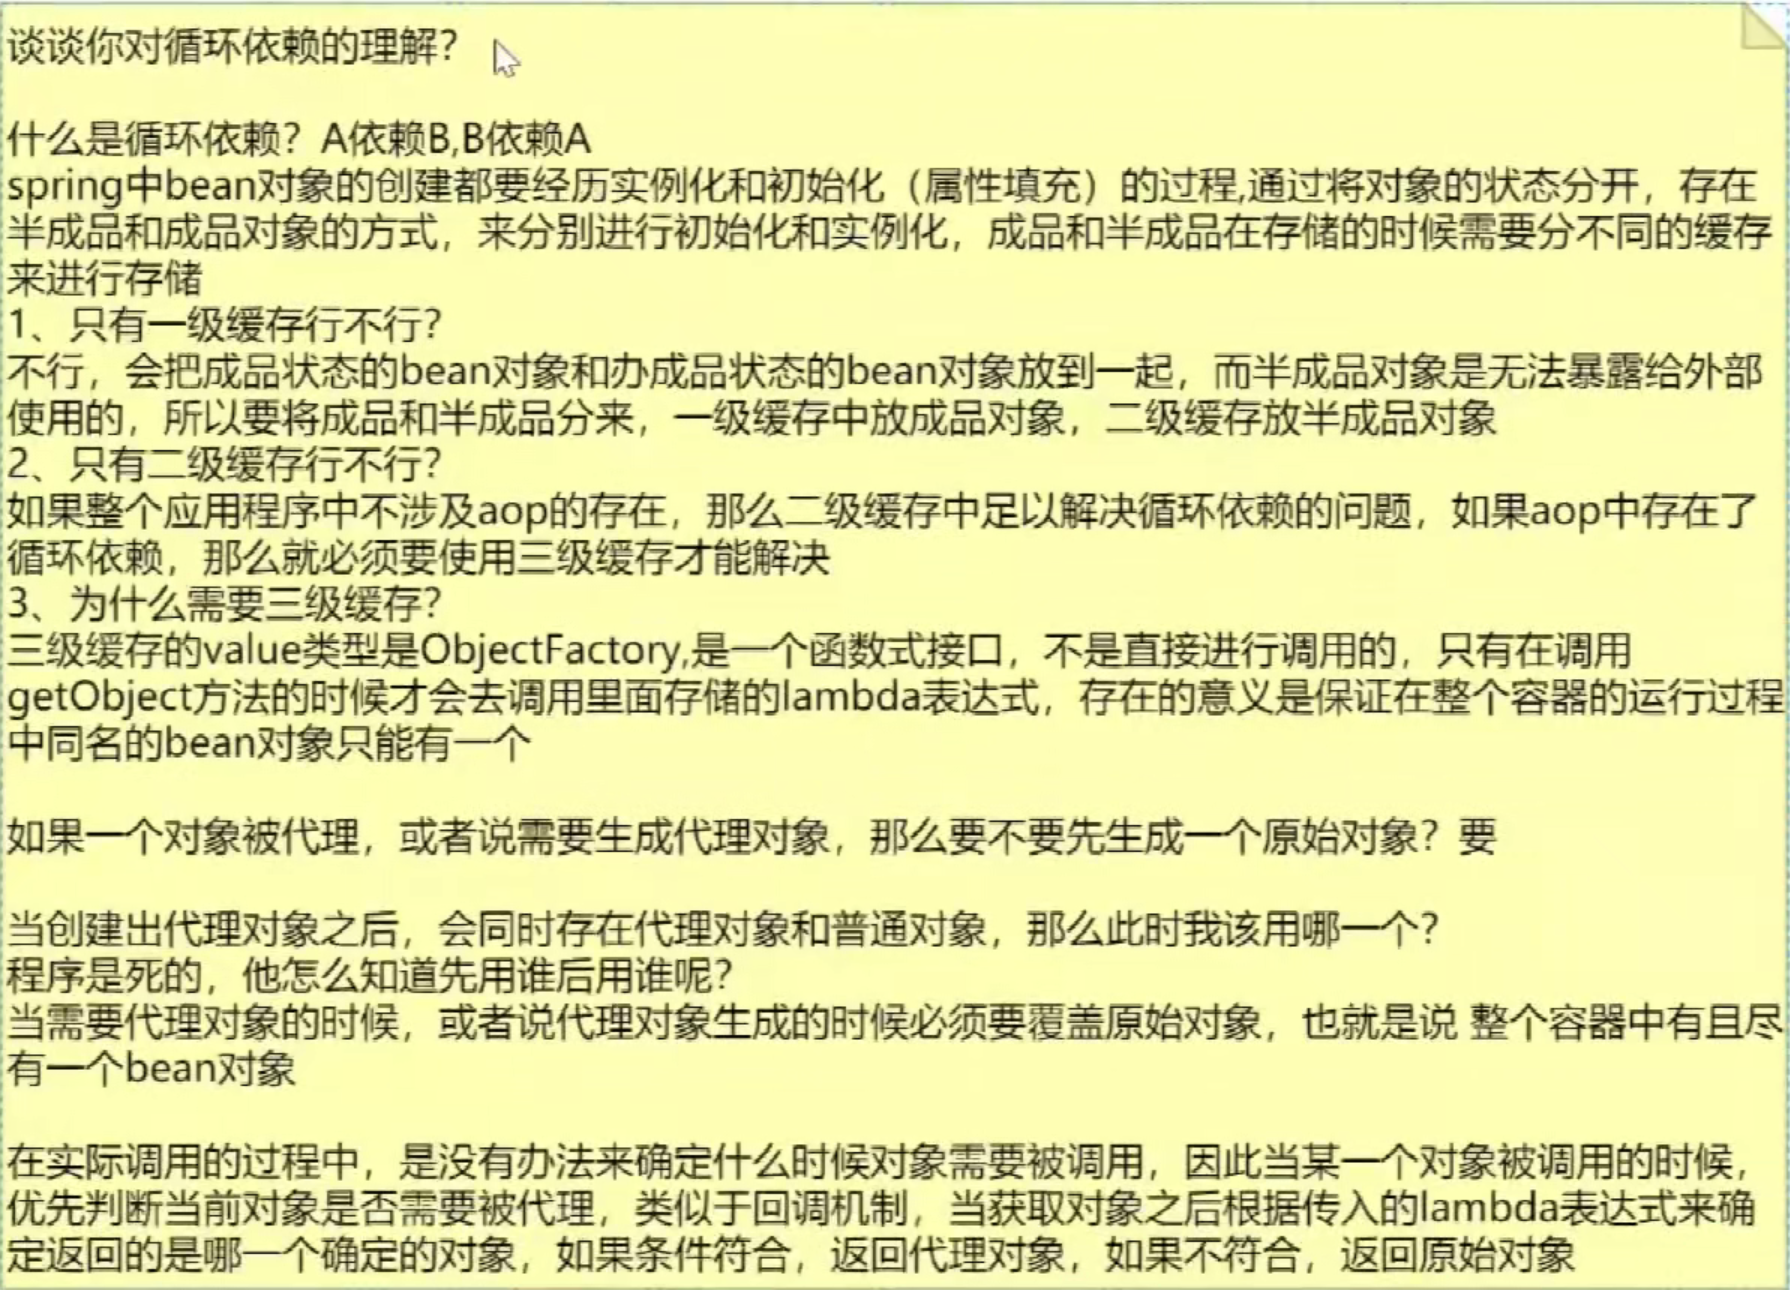 谈谈你对循环依赖的理解？
什么是循环依赖？A依赖B,B依赖A
spring中bean对象的创建都要经历实例化和初始化（属性填充）的过程,通过将对象的状态分开，存在
半成品和成品对象的方式，来分别进行初始化和实例化，成品和半成品在存储的时候需要分不同的缓存
来进行存储
1、只有一级缓存行不行？
不行，会把成品状态的bean对象和办成品状态的bean对象放到一起，而半成品对象是无法暴露给外部
使用的，所以要将成品和半成品分来，一级缓存中放成品对象，二级缓存放半成品对象
2、只有二级缓存行不行？
如果整个应用程序中不涉及aop的存在，那么二级缓存中足以解决循环依赖的问题，如果aop中存在了
循环依赖，那么就必须要使用三级缓存才能解决
3、为什么需要三级缓存？
三级缓存的value类型是ObjectFactory,是一个函数式接口，不是直接进行调用的，只有在调用
getObject方法的时候才会去调用里面存储的lambda表达式，存在的意义是保证在整个容器的运行过程
中同名的bean对象只能有一个
如果一个对象被代理，或者说需要生成代理对象，那么要不要先生成一个原始对象？要
当创建出代理对象之后，会同时存在代理对象和普通对象，那么此时我该用哪一个？
程序是死的，他怎么知道先用谁后用谁呢？
当需要代理对象的时候，或者说代理对象生成的时候必须要覆盖原始对象，也就是说 整个容器中有且尽
有一个bean对象
在实际调用的过程中，是没有办法来确定什么时候对象需要被调用，因此当某一个对象被调用的时候，
优先判断当前对象是否需要被代理，类似于回调机制，当获取对象之后根据传入的lambda表达式来确
定返回的是哪一个确定的对象，如果条件符合，返回代理对象，如果不符合，返回原始对象